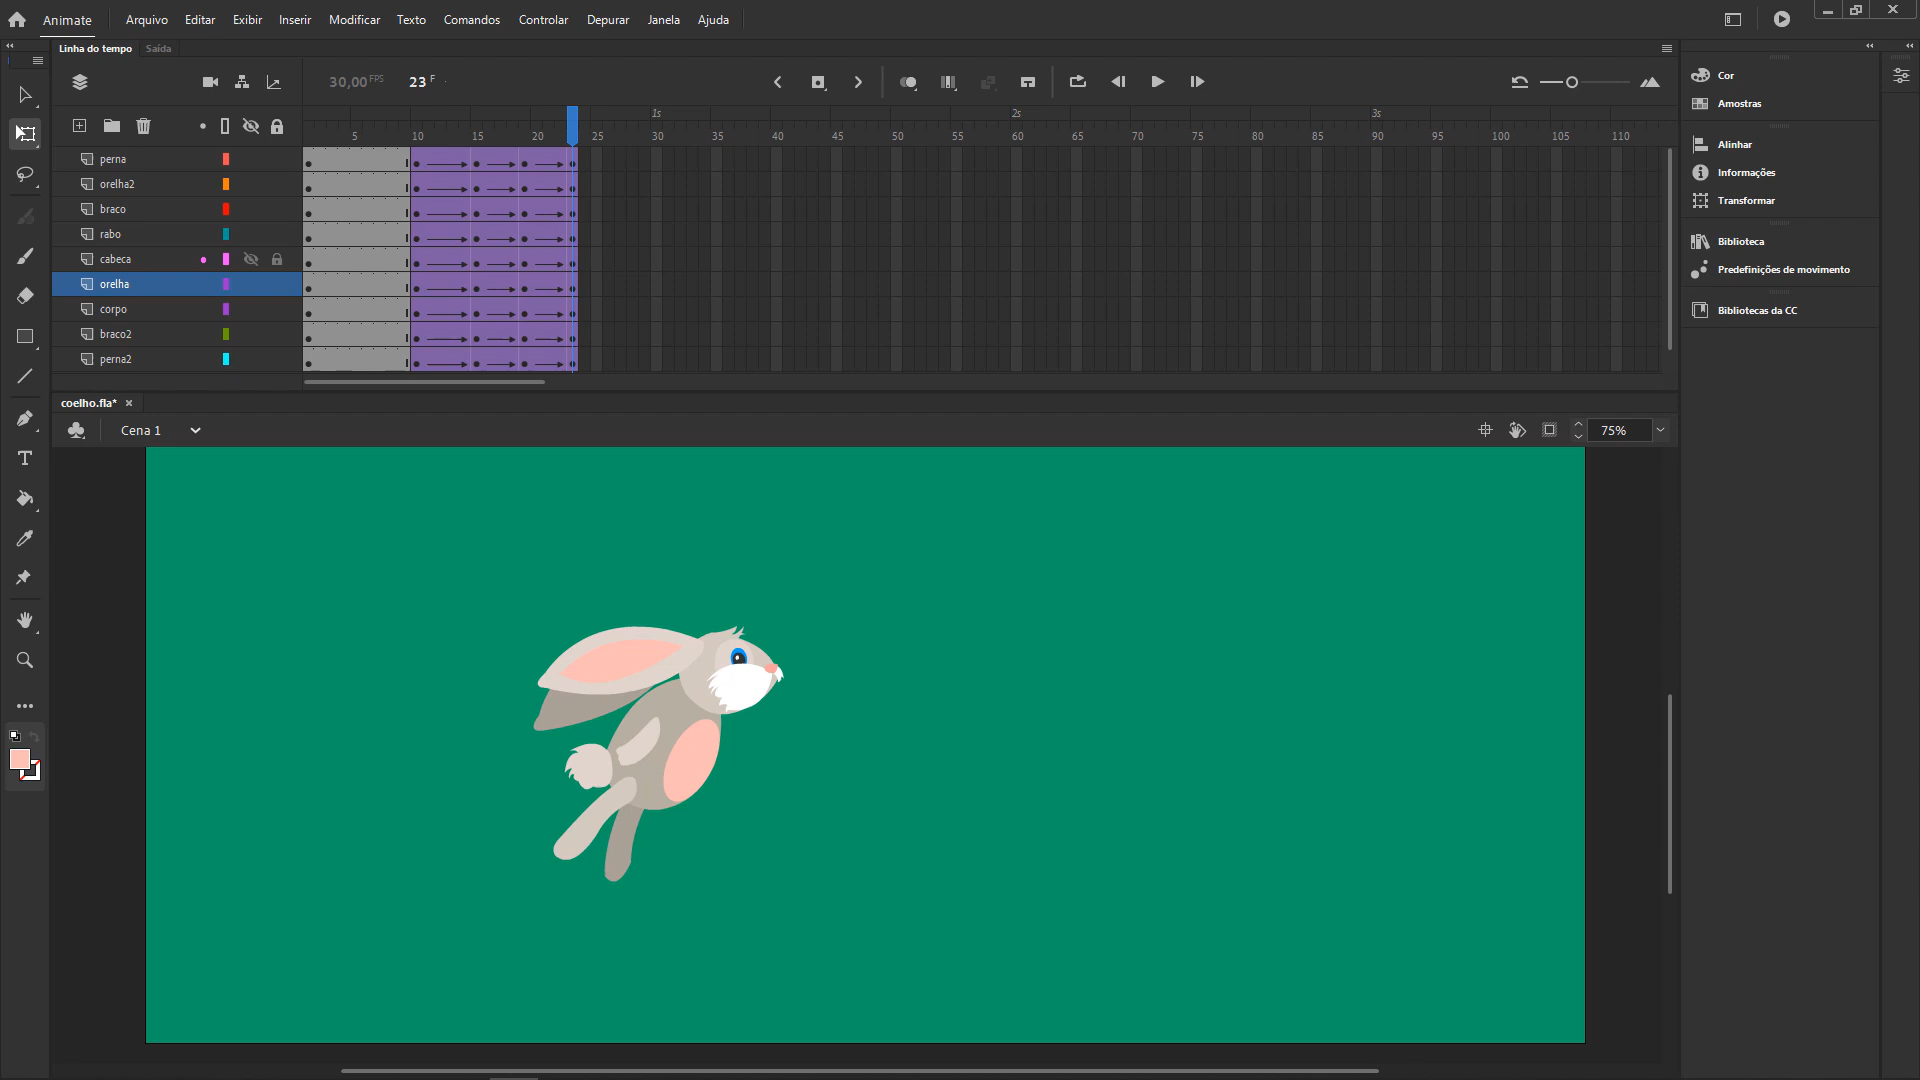 Animate Arquivo Editar Exibir Inserir Modificar Texto Comandos Controlar Depurar Janela Ajuda
Linha do tempo Saída
30,00 FPS 23 F
1s 2s 3s
5 10 15 20 25 30 35 40 45 50 55 60 65 70 75 80 85 90 95 100 105 110
perna
orelha2
braco
rabo
cabeca
orelha
corpo
braco2
perna2
coelho.fla*
Cena 1 75%
Cor
Amostras
Alinhar
Informações
Transformar
Biblioteca
Predefinições de movimento
Bibliotecas da CC